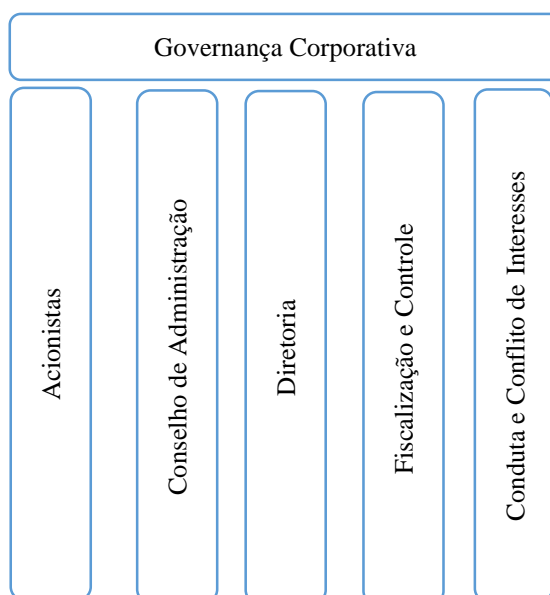 Governança Corporativa
Acionistas
Conselho de Administração
Diretoria
Fiscalização e Controle
Conduta e Conflito de Interesses